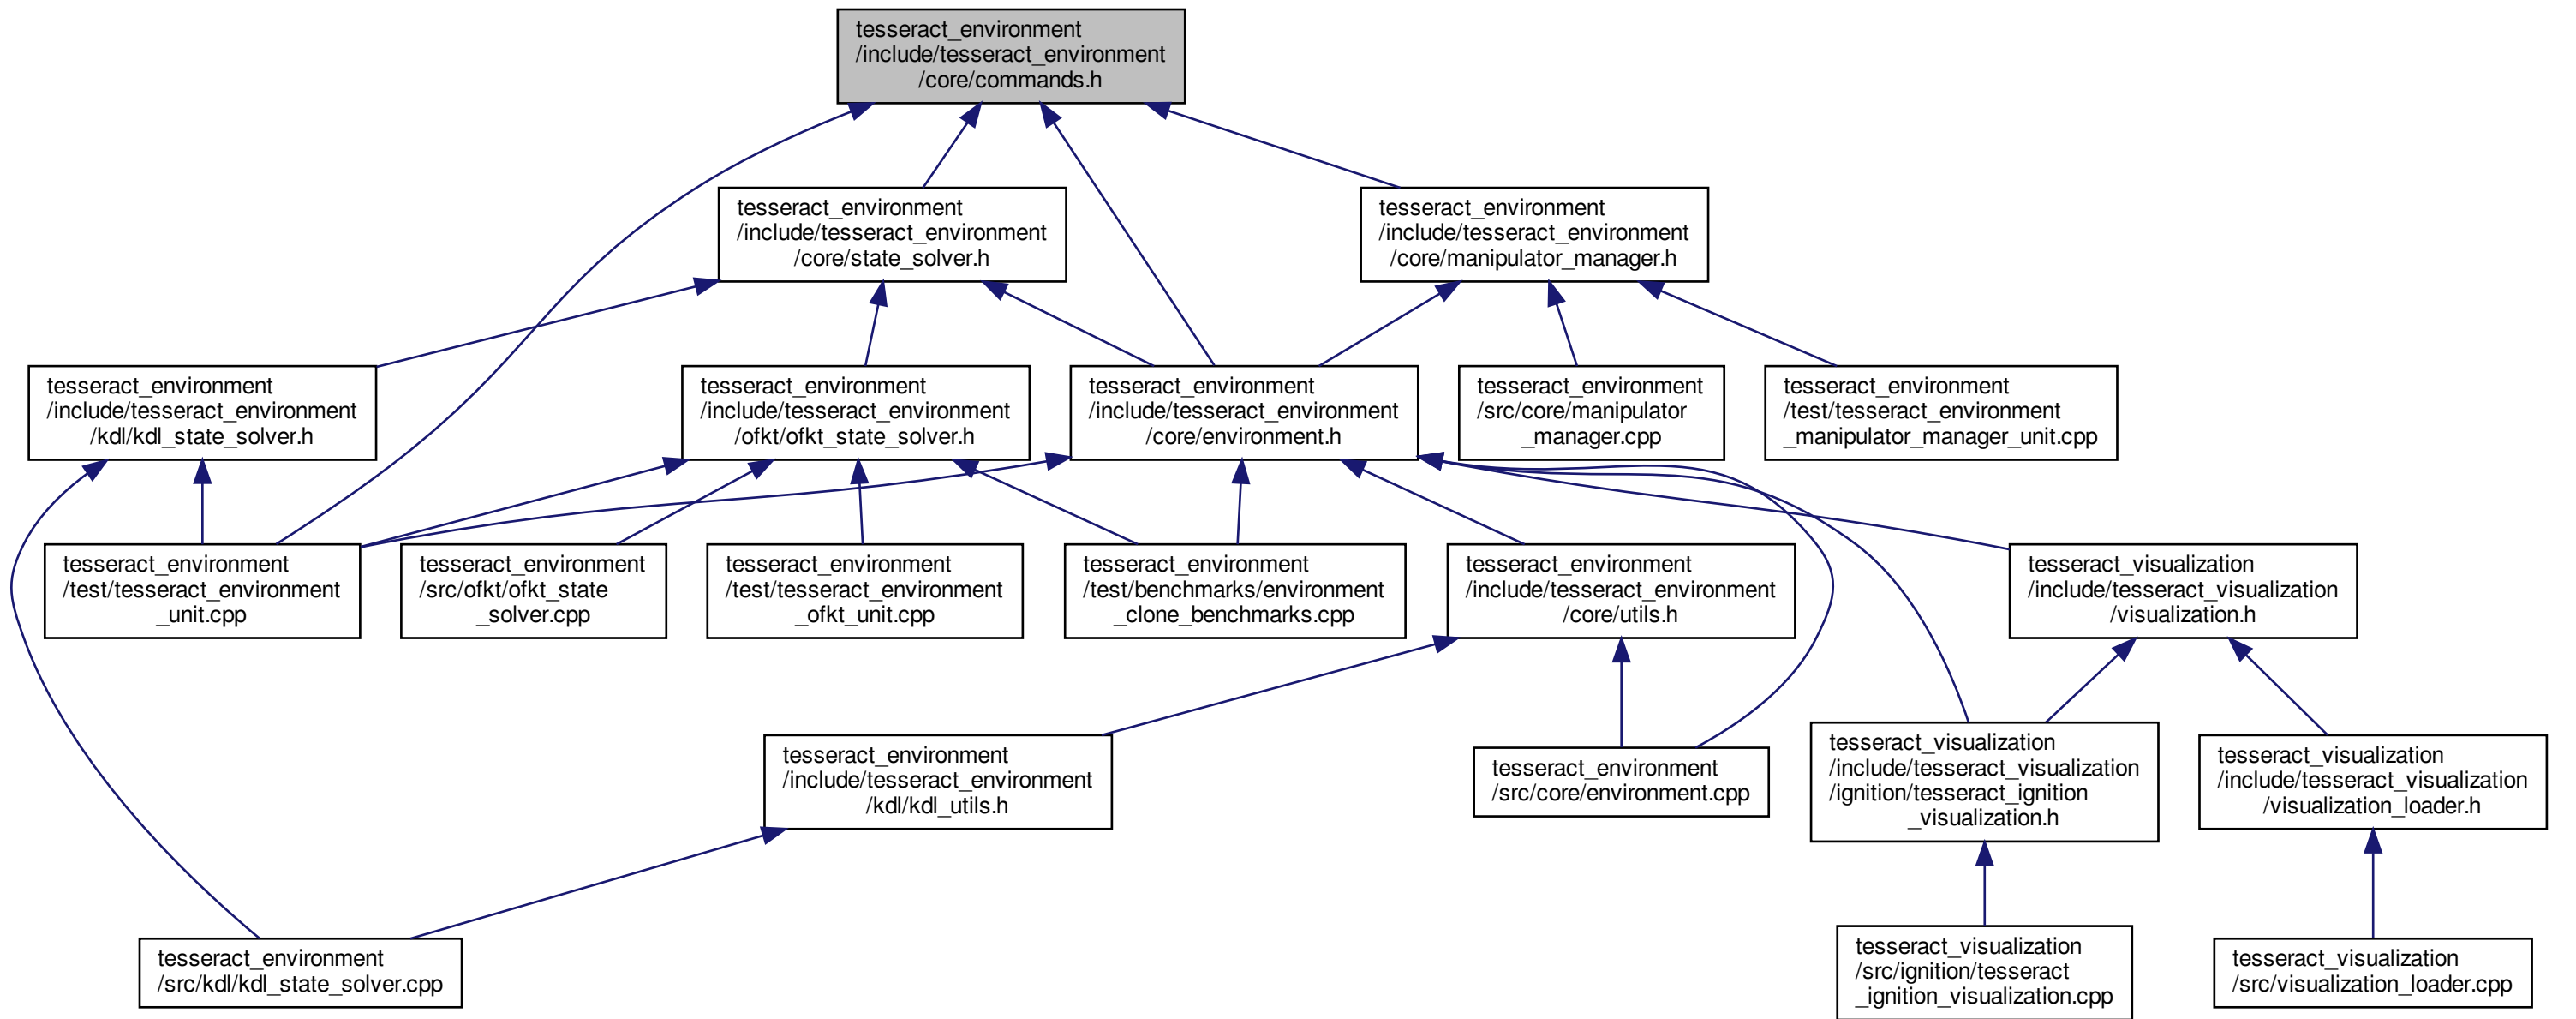 tesseract_environment
/include/tesseract_environment
/core/commands.h
tesseract_environment
/include/tesseract_environment
/core/state_solver.h
tesseract_environment
/include/tesseract_environment
/core/manipulator_manager.h
tesseract_environment
/include/tesseract_environment
/kdl/kdl_state_solver.h
tesseract_environment
/include/tesseract_environment
/ofkt/ofkt_state_solver.h
tesseract_environment
/include/tesseract_environment
/core/environment.h
tesseract_environment
/src/core/manipulator
_manager.cpp
tesseract_environment
/test/tesseract_environment
_manipulator_manager_unit.cpp
tesseract_environment
/test/tesseract_environment
_unit.cpp
tesseract_environment
/src/ofkt/ofkt_state
_solver.cpp
tesseract_environment
/test/tesseract_environment
_ofkt_unit.cpp
tesseract_environment
/test/benchmarks/environment
_clone_benchmarks.cpp
tesseract_environment
/include/tesseract_environment
/core/utils.h
tesseract_visualization
/include/tesseract_visualization
/visualization.h
tesseract_environment
/include/tesseract_environment
/kdl/kdl_utils.h
tesseract_environment
/src/core/environment.cpp
tesseract_visualization
/include/tesseract_visualization
/ignition/tesseract_ignition
_visualization.h
tesseract_visualization
/include/tesseract_visualization
/visualization_loader.h
tesseract_environment
/src/kdl/kdl_state_solver.cpp
tesseract_visualization
/src/ignition/tesseract
_ignition_visualization.cpp
tesseract_visualization
/src/visualization_loader.cpp